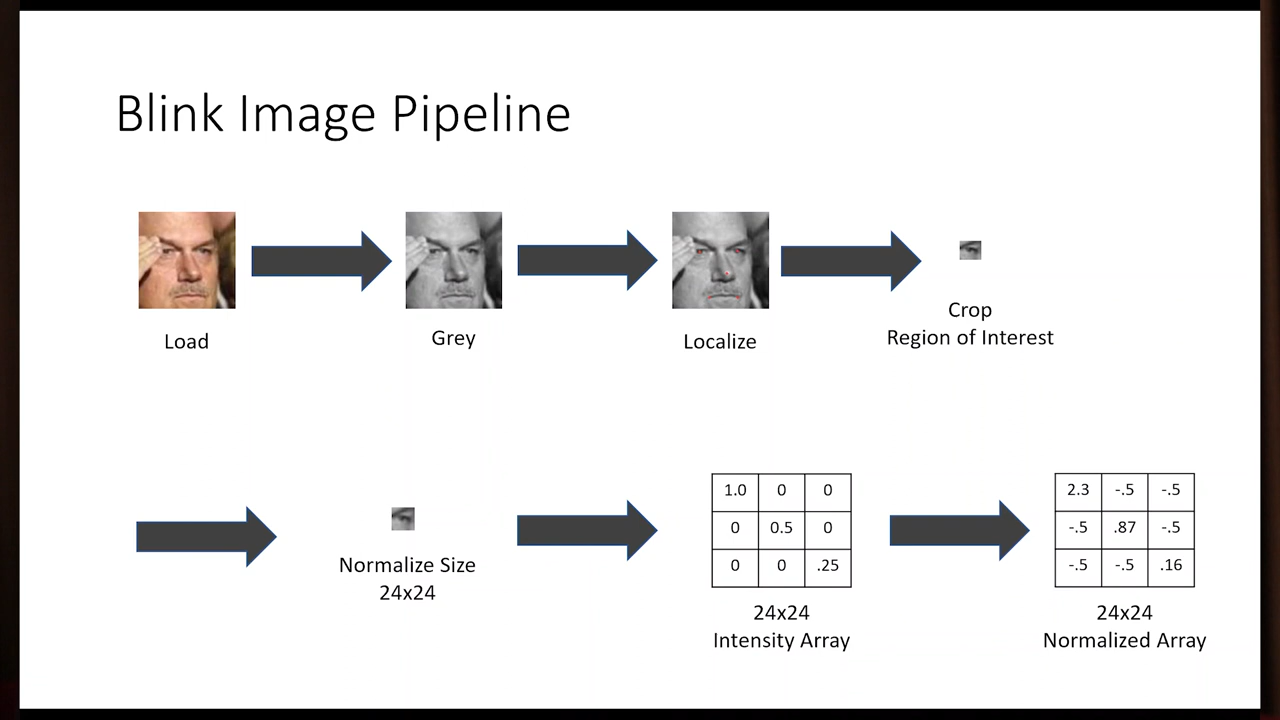 Blink Image Pipeline
Load
Grey
Localize
Crop
Region of Interest
Normalize Size
24x24
1.0 0 0
0 0.5 0
0 0 .25
24x24
Intensity Array
2.3 -.5 -.5
-.5 .87 -.5
-.5 -.5 .16
24x24
Normalized Array